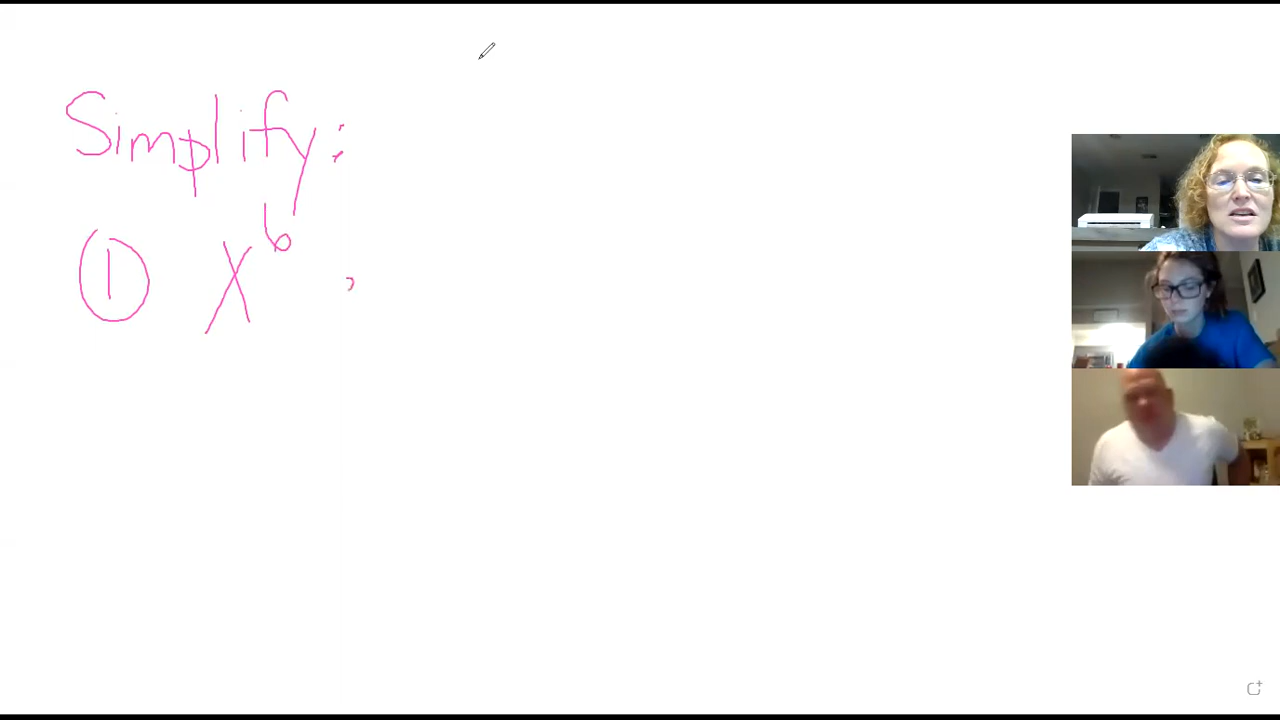 Simplify:
① x⁶ ,